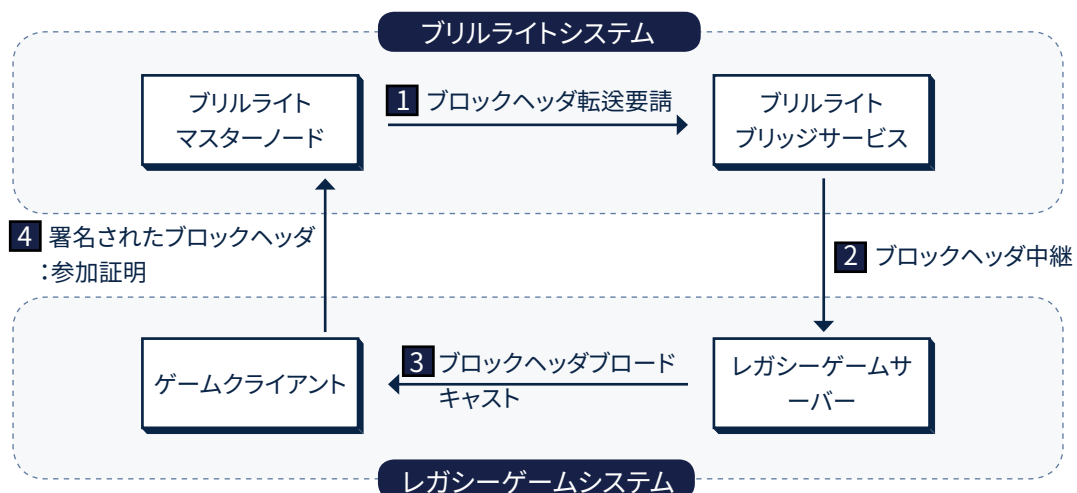 ブリルライトシステム
ブリルライト
マスターノード
1 ブロックヘッダ転送要請
ブリルライト
ブリッジサービス
4 署名されたブロックヘッダ
:参加証明
2 ブロックヘッダ中継
ゲームクライアント
3 ブロックヘッダブロード
キャスト
レガシーゲームサ
ーバー
レガシーゲームシステム